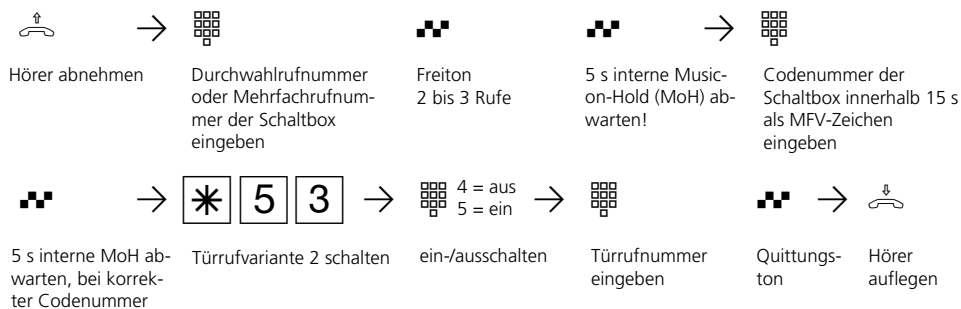 Hörer abnehmen
Durchwahlrufnummer
oder Mehrfachrufnum-
mer der Schaltbox
eingeben
Freiton
2 bis 3 Rufe
5 s interne Music-
on-Hold (MoH) ab-
warten!
Codenummer der
Schaltbox innerhalb 15 s
als MFV-Zeichen
eingeben
5 s interne MoH ab-
warten, bei korrek-
ter Codenummer
* 5 3
Türrufvariante 2 schalten
4 = aus
5 = ein
ein-/ausschalten
Türrufnummer
eingeben
Quittungs-
ton
Hörer
auflegen